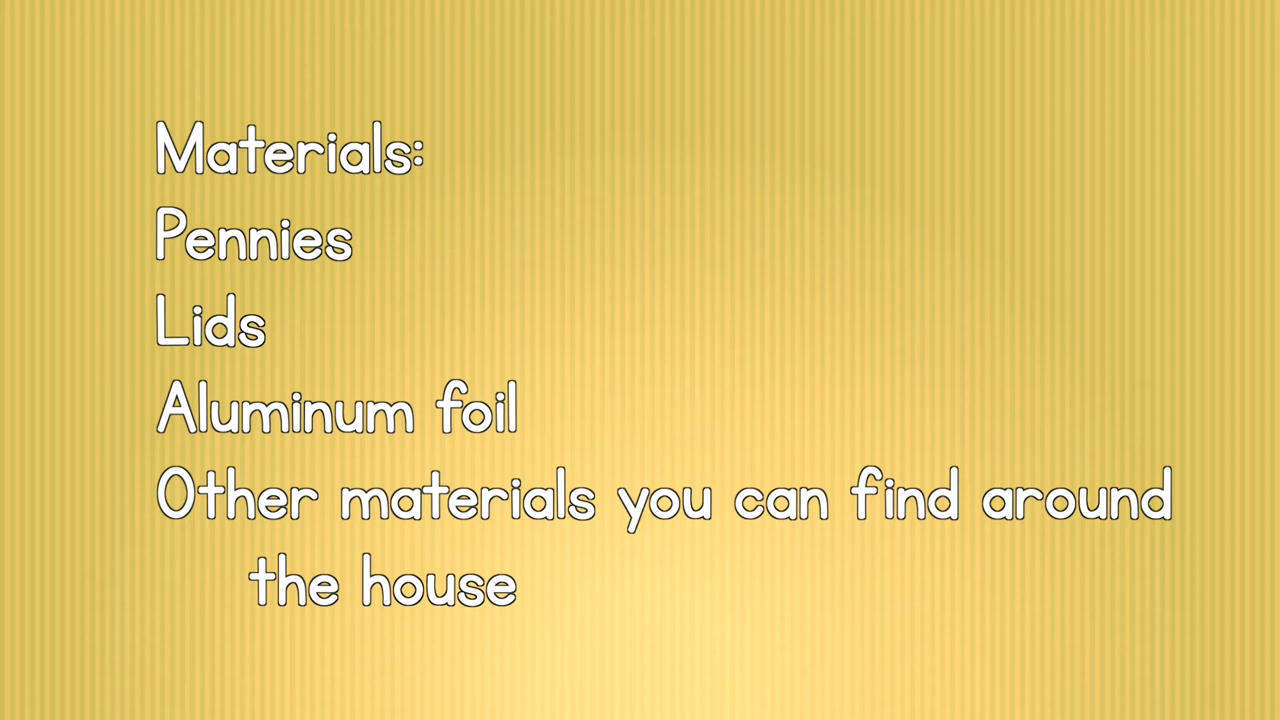 Materials:
Pennies
Lids
Aluminum foil
Other materials you can find around
the house